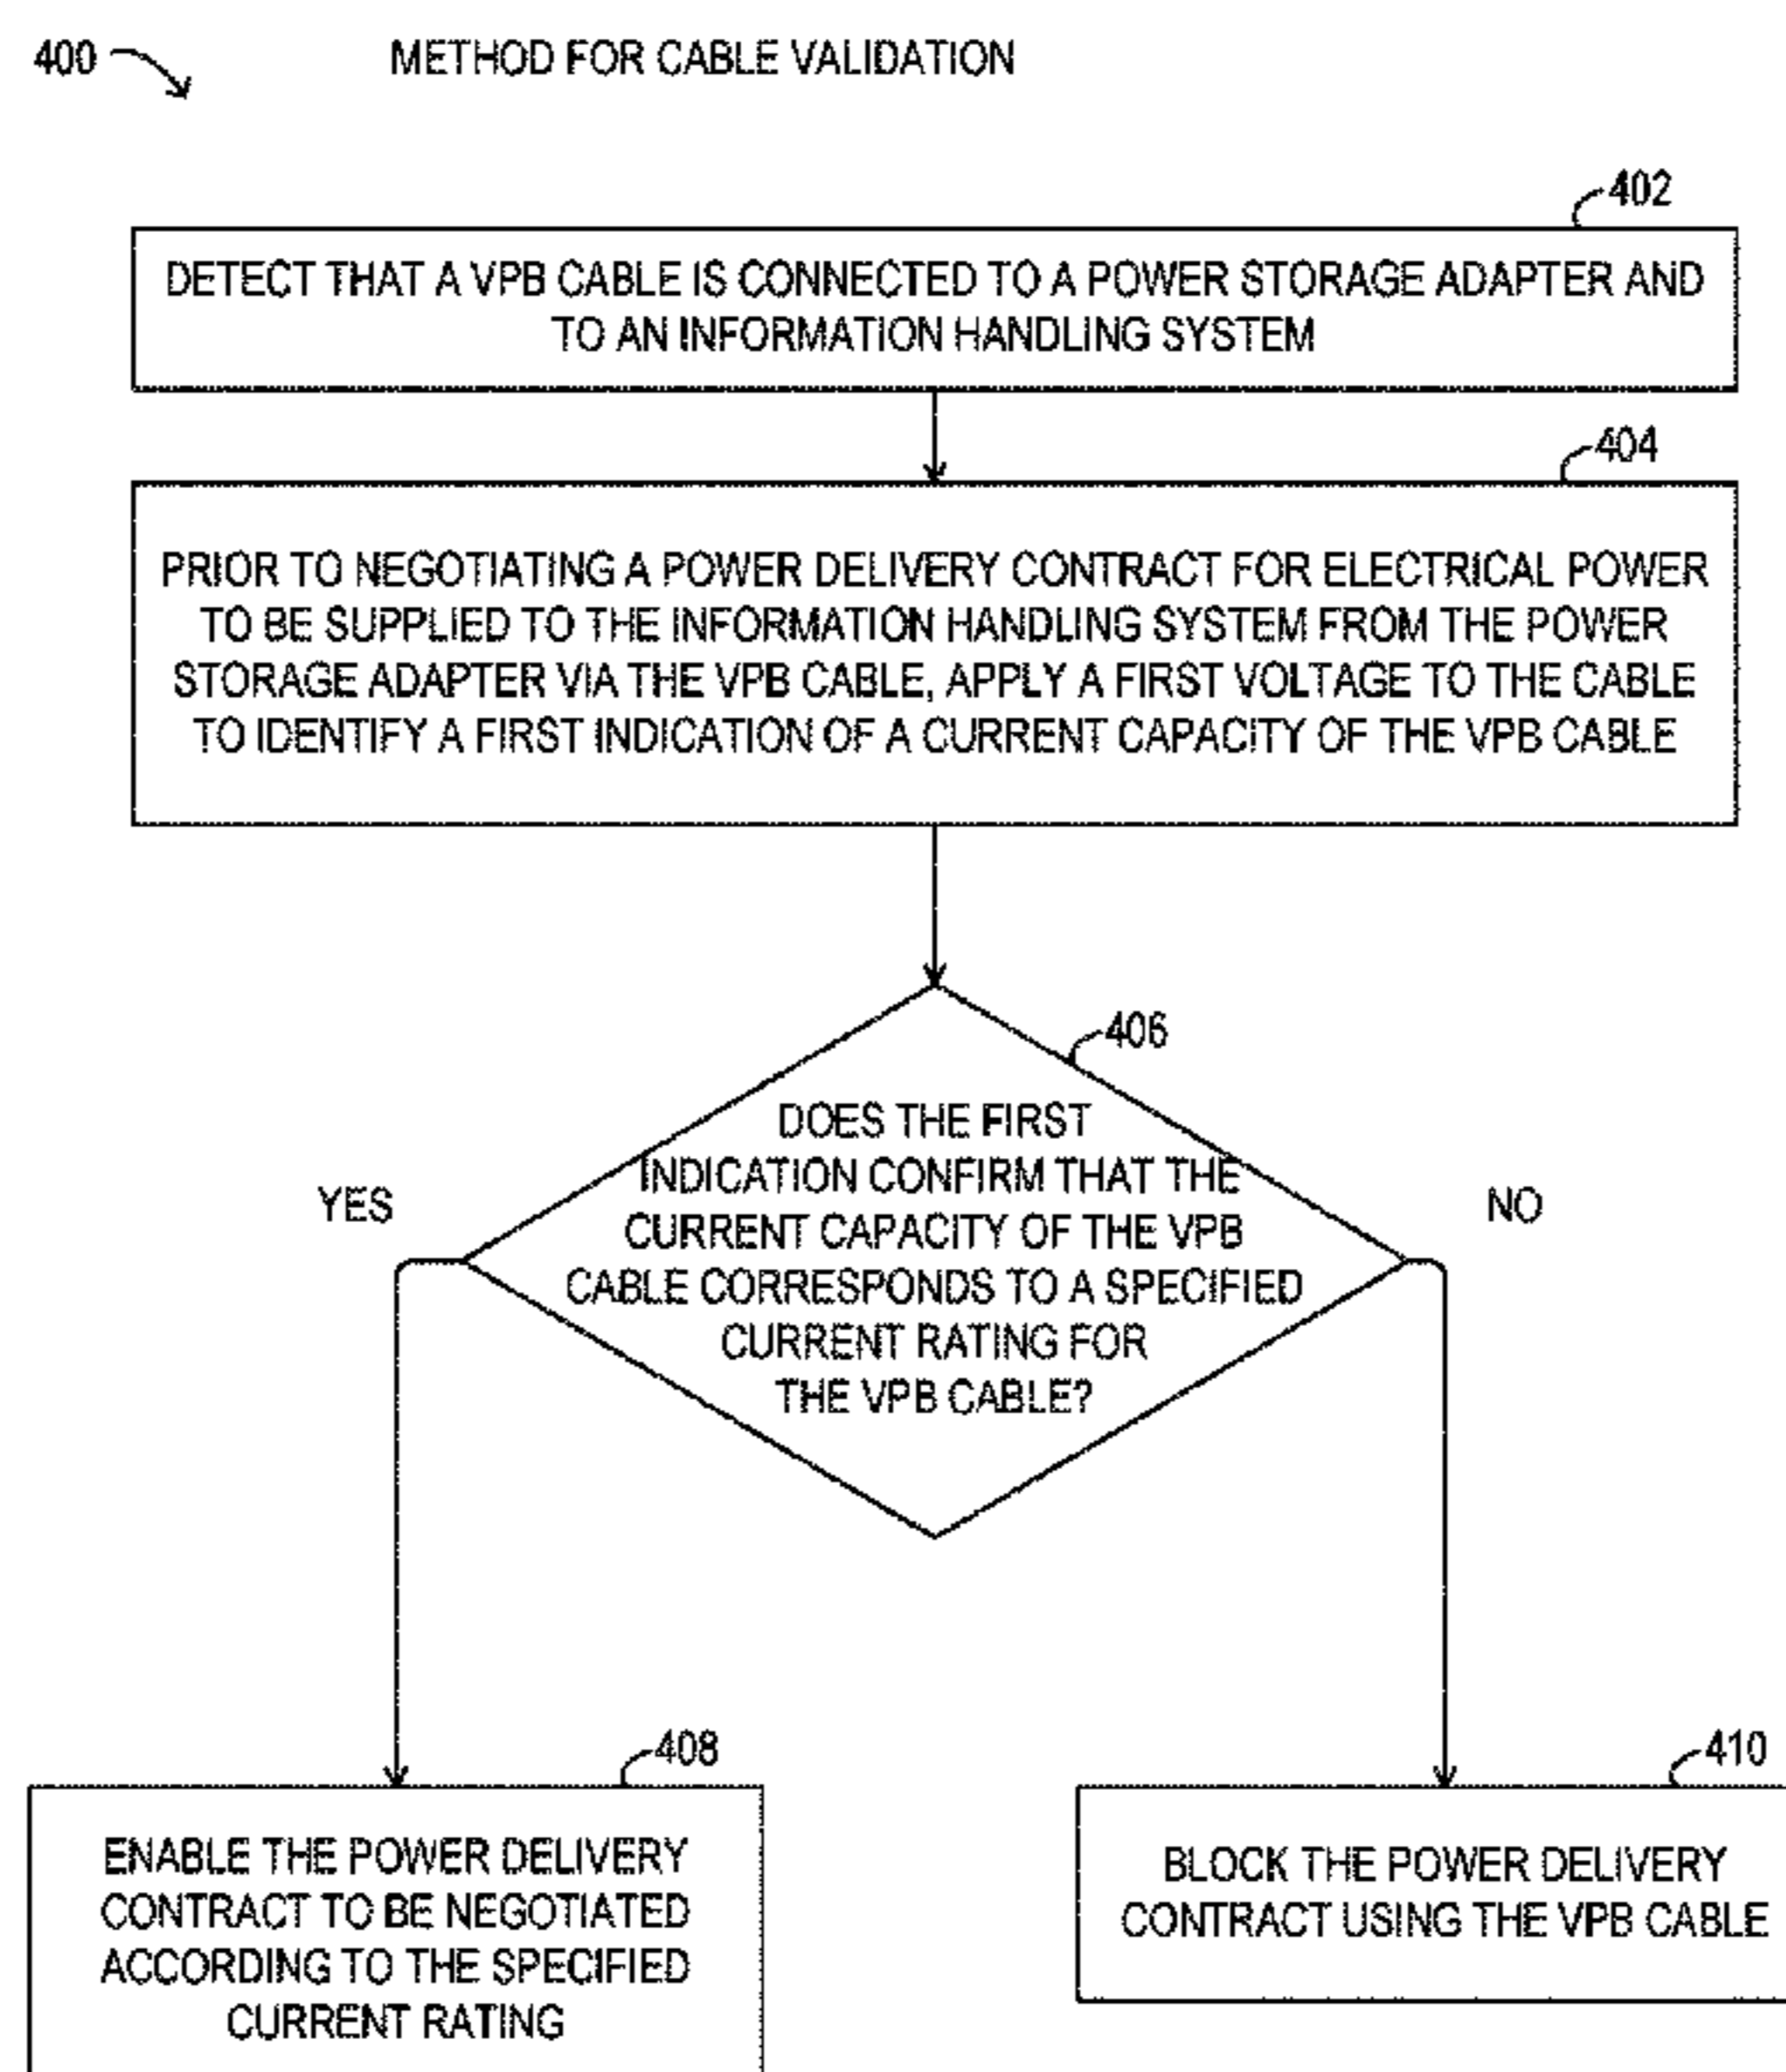 400
METHOD FOR CABLE VALIDATION
402
DETECT THAT A VPB CABLE IS CONNECTED TO A POWER STORAGE ADAPTER AND
TO AN INFORMATION HANDLING SYSTEM
404
PRIOR TO NEGOTIATING A POWER DELIVERY CONTRACT FOR ELECTRICAL POWER
TO BE SUPPLIED TO THE INFORMATION HANDLING SYSTEM FROM THE POWER
STORAGE ADAPTER VIA THE VPB CABLE, APPLY A FIRST VOLTAGE TO THE CABLE
TO IDENTIFY A FIRST INDICATION OF A CURRENT CAPACITY OF THE VPB CABLE
406
DOES THE FIRST
INDICATION CONFIRM THAT THE
CURRENT CAPACITY OF THE VPB
CABLE CORRESPONDS TO A SPECIFIED
CURRENT RATING FOR
THE VPB CABLE?
YES
NO
408
ENABLE THE POWER DELIVERY
CONTRACT TO BE NEGOTIATED
ACCORDING TO THE SPECIFIED
CURRENT RATING
410
BLOCK THE POWER DELIVERY
CONTRACT USING THE VPB CABLE